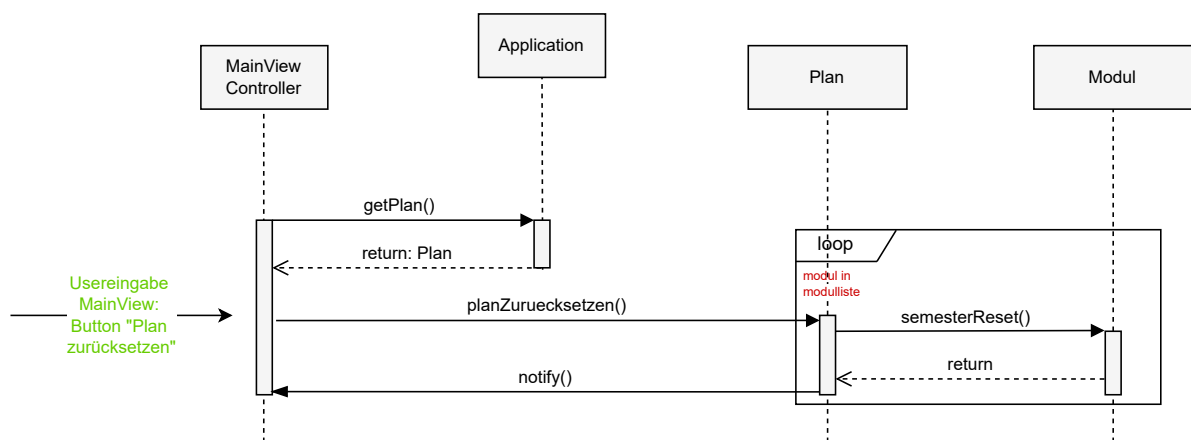 MainView
Controller
Application
Plan
Modul
getPlan()
return: Plan
loop
modul in
modulliste
Usereingabe
MainView:
Button "Plan
zurücksetzen"
planZuruecksetzen()
semesterReset()
return
notify()